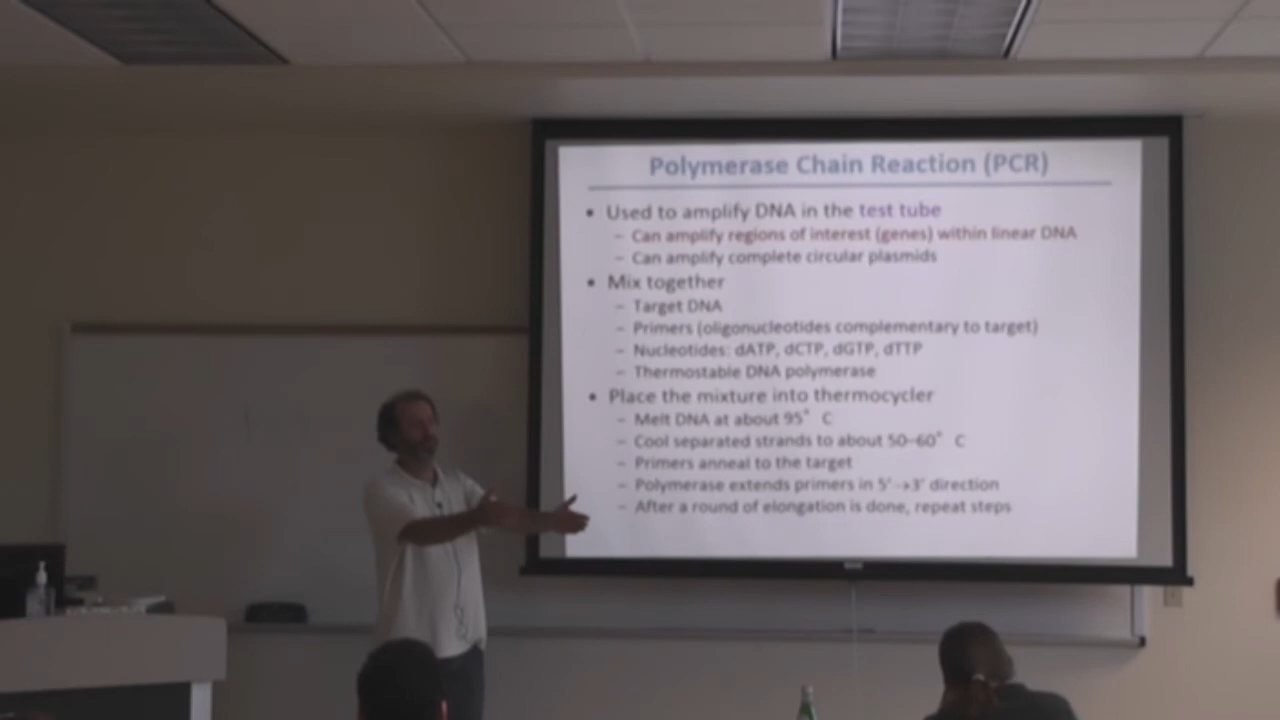 Polymerase Chain Reaction (PCR)
• Used to amplify DNA in the test tube
– Can amplify regions of interest (genes) within linear DNA
– Can amplify complete circular plasmids
• Mix together
– Target DNA
– Primers (oligonucleotides complementary to target)
– Nucleotides: dATP, dCTP, dGTP, dTTP
– Thermostable DNA polymerase
• Place the mixture into thermocycler
– Melt DNA at about 95° C
– Cool separated strands to about 50–60° C
– Primers anneal to the target
– Polymerase extends primers in 5′→3′ direction
– After a round of elongation is done, repeat steps